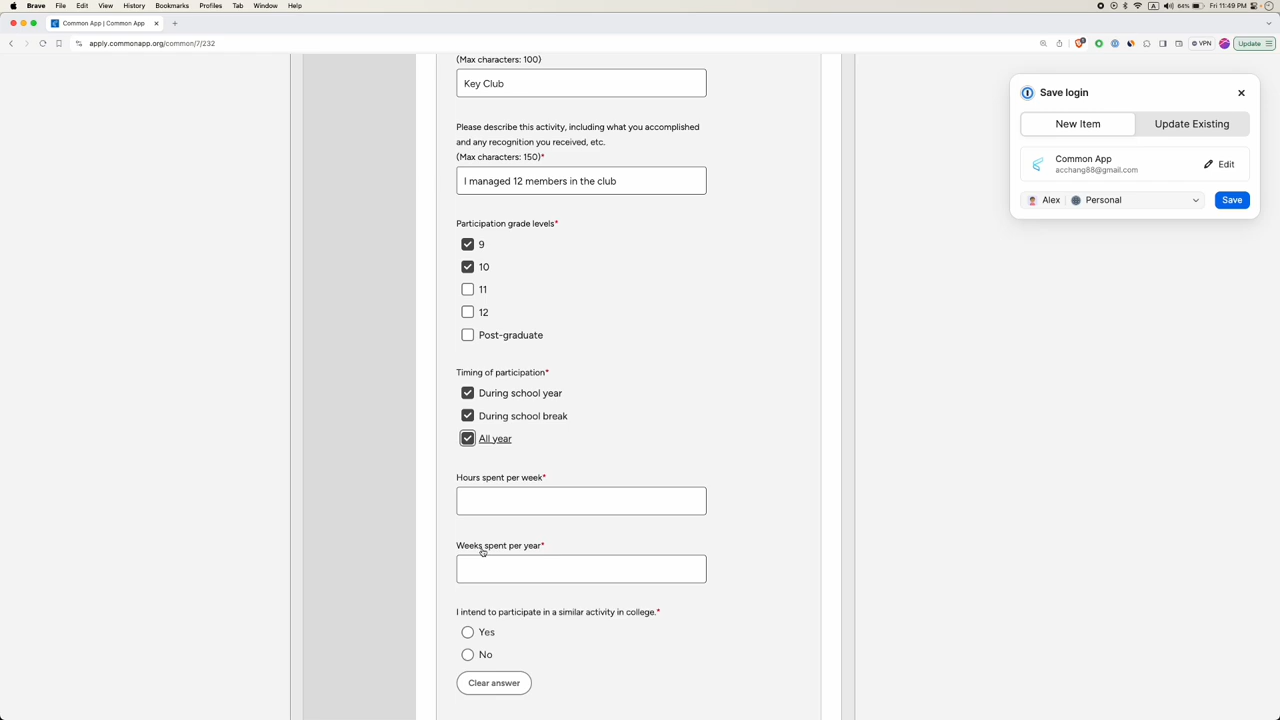 Brave File Edit View History Bookmarks Profiles Tab Window Help
A 64% Fri 11:49 PM
Common App | Common App
apply.commonapp.org/common/7/232
VPN Update
(Max characters: 100)
Key Club
Please describe this activity, including what you accomplished
and any recognition you received, etc.
(Max characters: 150)*
I managed 12 members in the club
Participation grade levels*
9
10
11
12
Post-graduate
Timing of participation*
During school year
During school break
All year
Hours spent per week*
Weeks spent per year*
I intend to participate in a similar activity in college.*
Yes
No
Clear answer
Save login
New Item Update Existing
Common App
acchang88@gmail.com
Edit
Alex Personal
Save